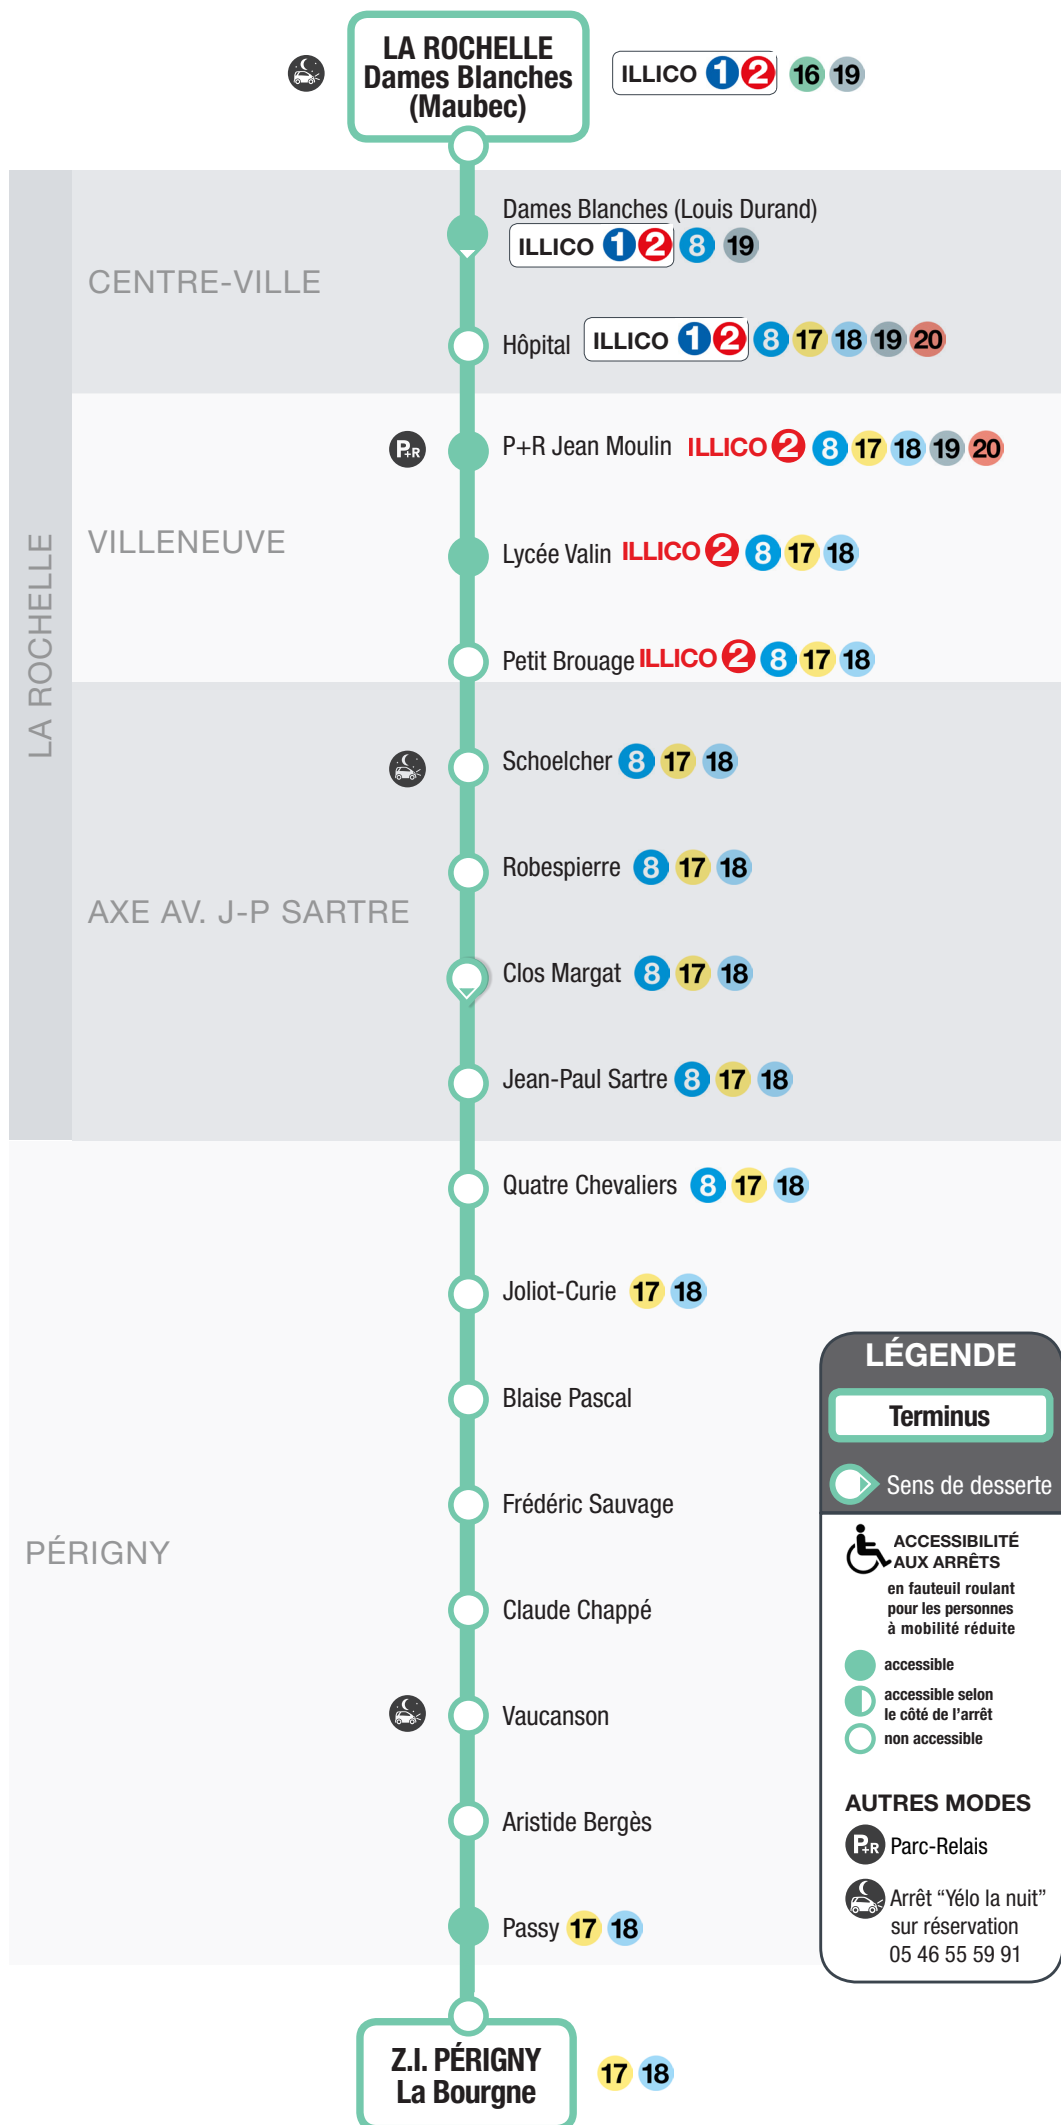 LA ROCHELLE
Dames Blanches
(Maubec)
ILLICO 1 2 16 19
LA ROCHELLE
CENTRE-VILLE
Dames Blanches (Louis Durand)
ILLICO 1 2 8 19
Hôpital ILLICO 1 2 8 17 18 19 20
VILLENEUVE
P+R P+R Jean Moulin ILLICO 2 8 17 18 19 20
Lycée Valin ILLICO 2 8 17 18
Petit Brouage ILLICO 2 8 17 18
AXE AV. J-P SARTRE
Schoelcher 8 17 18
Robespierre 8 17 18
Clos Margat 8 17 18
Jean-Paul Sartre 8 17 18
PÉRIGNY
Quatre Chevaliers 8 17 18
Joliot-Curie 17 18
Blaise Pascal
Frédéric Sauvage
Claude Chappé
Vaucanson
Aristide Bergès
Passy 17 18
Z.I. PÉRIGNY
La Bourgne
17 18
LÉGENDE
Terminus
Sens de desserte
ACCESSIBILITÉ
AUX ARRÊTS
en fauteuil roulant
pour les personnes
à mobilité réduite
accessible
accessible selon
le côté de l’arrêt
non accessible
AUTRES MODES
P+R Parc-Relais
Arrêt “Yélo la nuit”
sur réservation
05 46 55 59 91